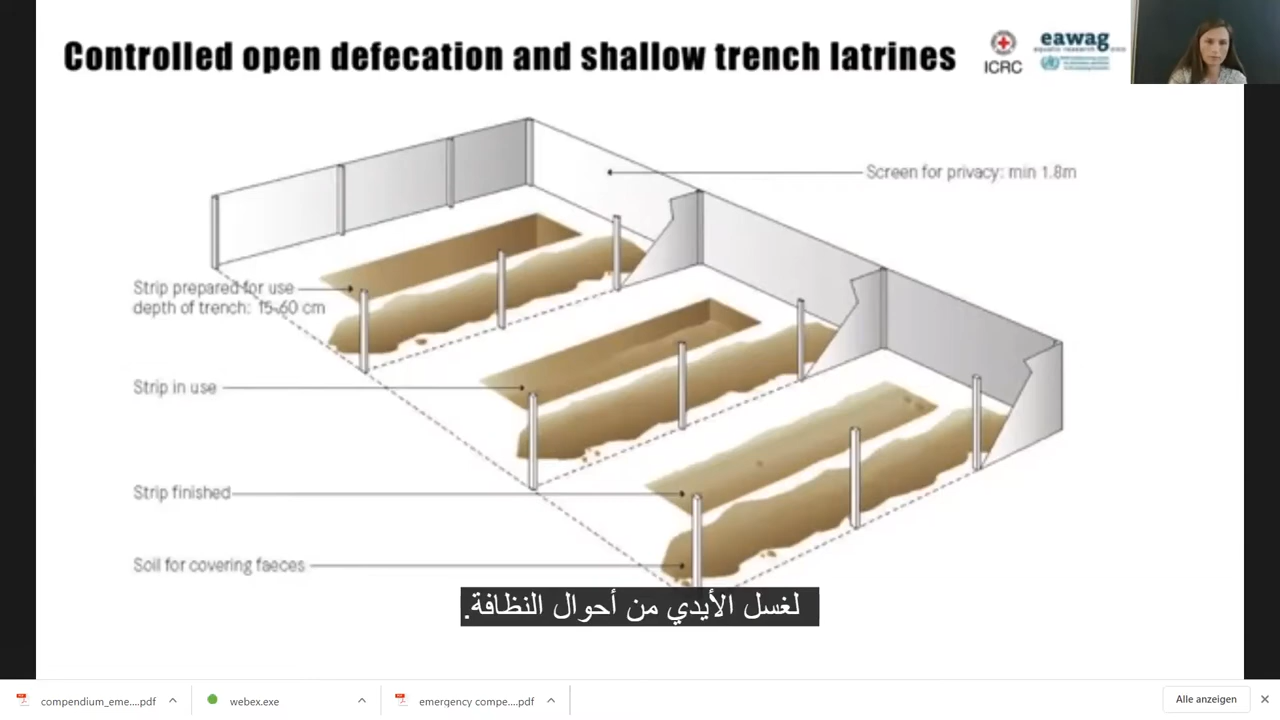 Controlled open defecation and shallow trench latrines
ICRC
eawag
Screen for privacy: min 1.8m
Strip prepared for use
depth of trench: 15-60 cm
Strip in use
Strip finished
Soil for covering faeces
لغسل الأيدي من أحوال النظافة.
compendium_eme....pdf
webex.exe
emergency compe....pdf
Alle anzeigen